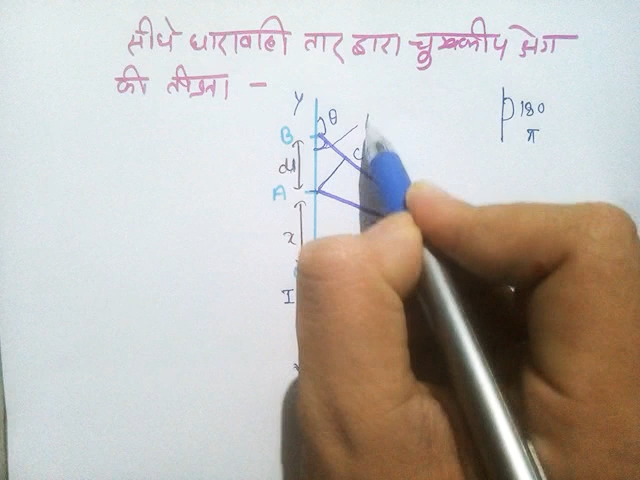 सीधे धारावाही तार द्वारा चुम्बकीय क्षेत्र
की तीव्रता -
Y
θ
180
B
π
dl
C
A
x
I